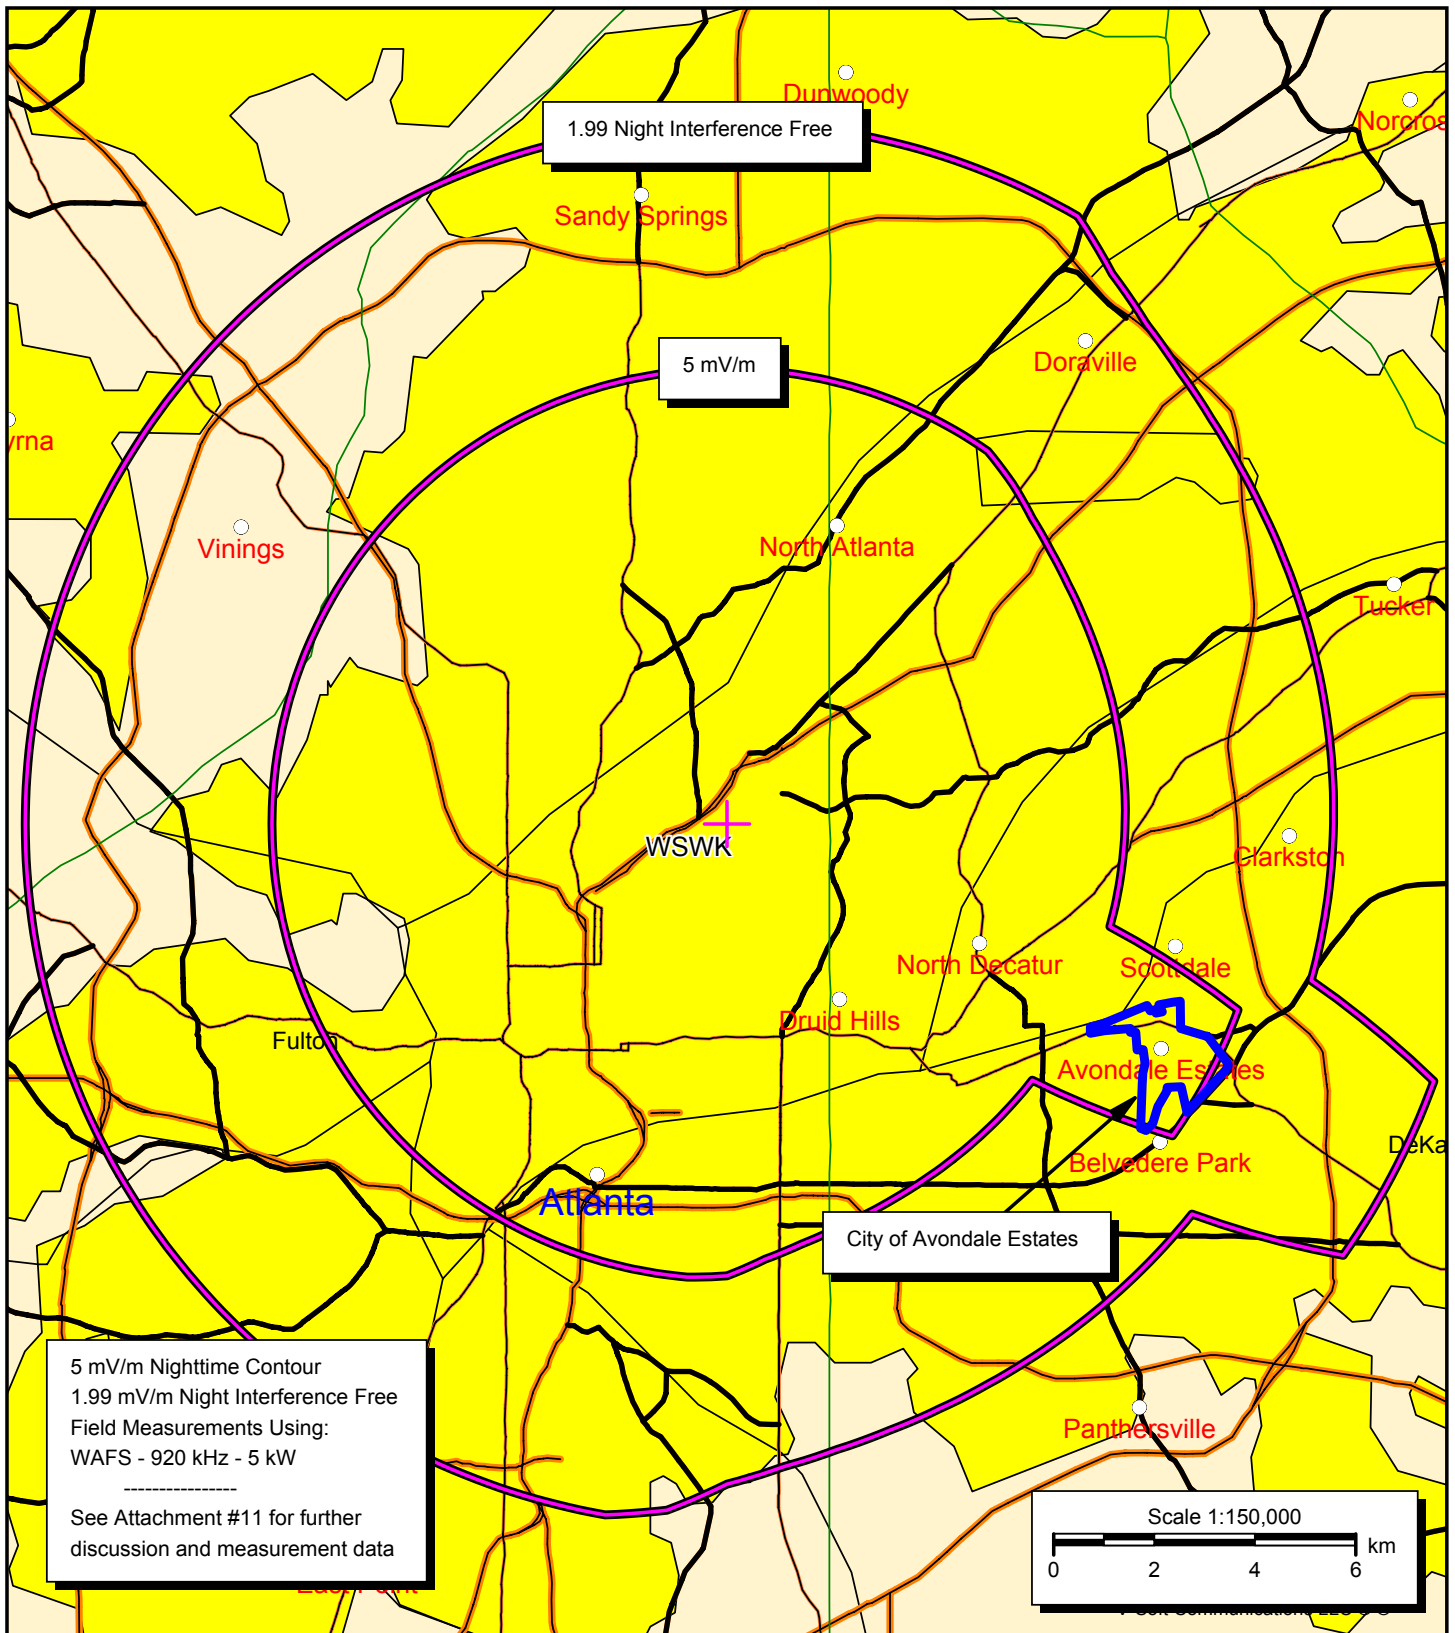 Dunwoody
Norcros
1.99 Night Interference Free
Sandy Springs
5 mV/m
Doraville
yrna
Vinings
North Atlanta
Tucker
WSWK
Clarkston
North Decatur
Scottdale
Druid Hills
Fulton
Avondale Estates
DeKa
Belvedere Park
Atlanta
City of Avondale Estates
5 mV/m Nighttime Contour
1.99 mV/m Night Interference Free
Field Measurements Using:
WAFS - 920 kHz - 5 kW
----------------
See Attachment #11 for further
discussion and measurement data
Panthersville
Scale 1:150,000
km
0 2 4 6
East Point